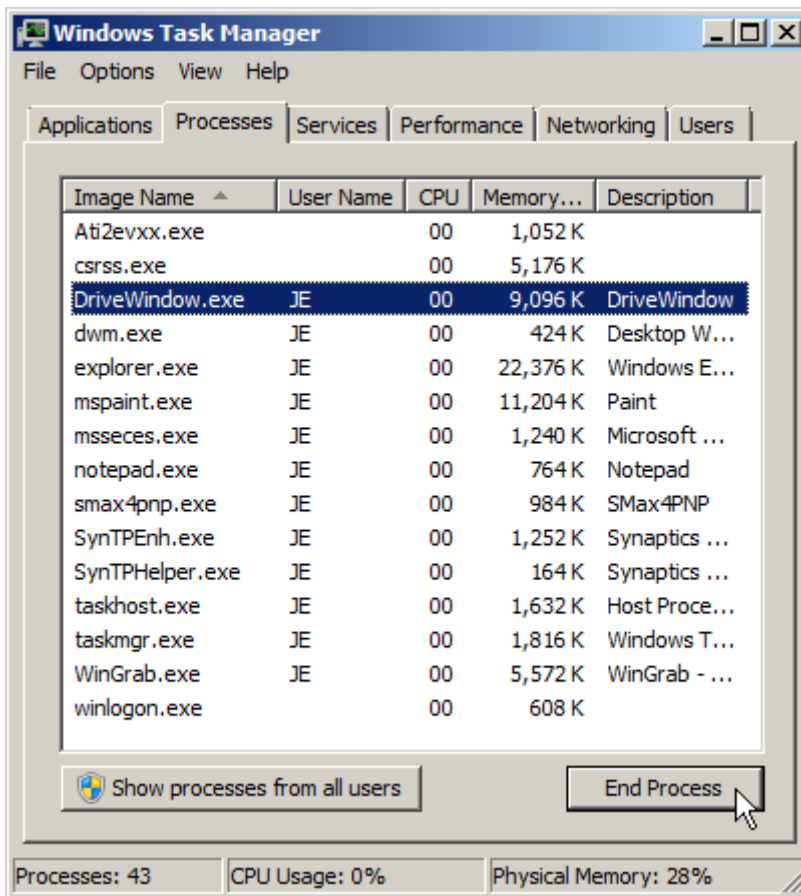 Windows Task Manager
File Options View Help
Applications Processes Services Performance Networking Users
Image Name User Name CPU Memory... Description
Ati2evxx.exe 00 1,052 K
csrss.exe 00 5,176 K
DriveWindow.exe JE 00 9,096 K DriveWindow
dwm.exe JE 00 424 K Desktop W...
explorer.exe JE 00 22,376 K Windows E...
mspaint.exe JE 00 11,204 K Paint
msseces.exe JE 00 1,240 K Microsoft ...
notepad.exe JE 00 764 K Notepad
smax4pnp.exe JE 00 984 K SMax4PNP
SynTPEnh.exe JE 00 1,252 K Synaptics ...
SynTPHelper.exe JE 00 164 K Synaptics ...
taskhost.exe JE 00 1,632 K Host Proce...
taskmgr.exe JE 00 1,816 K Windows T...
WinGrab.exe JE 00 5,572 K WinGrab - ...
winlogon.exe 00 608 K
Show processes from all users End Process
Processes: 43 CPU Usage: 0% Physical Memory: 28%